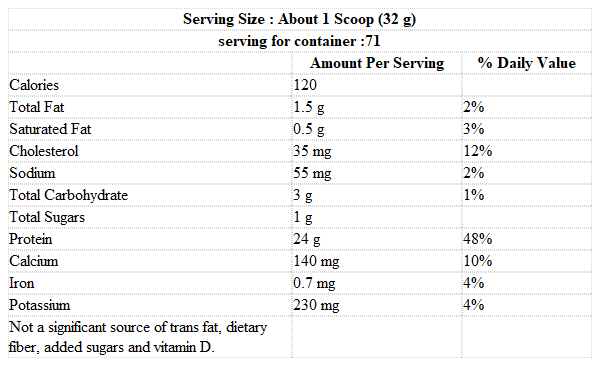 Serving Size : About 1 Scoop (32 g)
serving for container :71
Amount Per Serving % Daily Value
Calories 120
Total Fat 1.5 g 2%
Saturated Fat 0.5 g 3%
Cholesterol 35 mg 12%
Sodium 55 mg 2%
Total Carbohydrate 3 g 1%
Total Sugars 1 g
Protein 24 g 48%
Calcium 140 mg 10%
Iron 0.7 mg 4%
Potassium 230 mg 4%
Not a significant source of trans fat, dietary
fiber, added sugars and vitamin D.